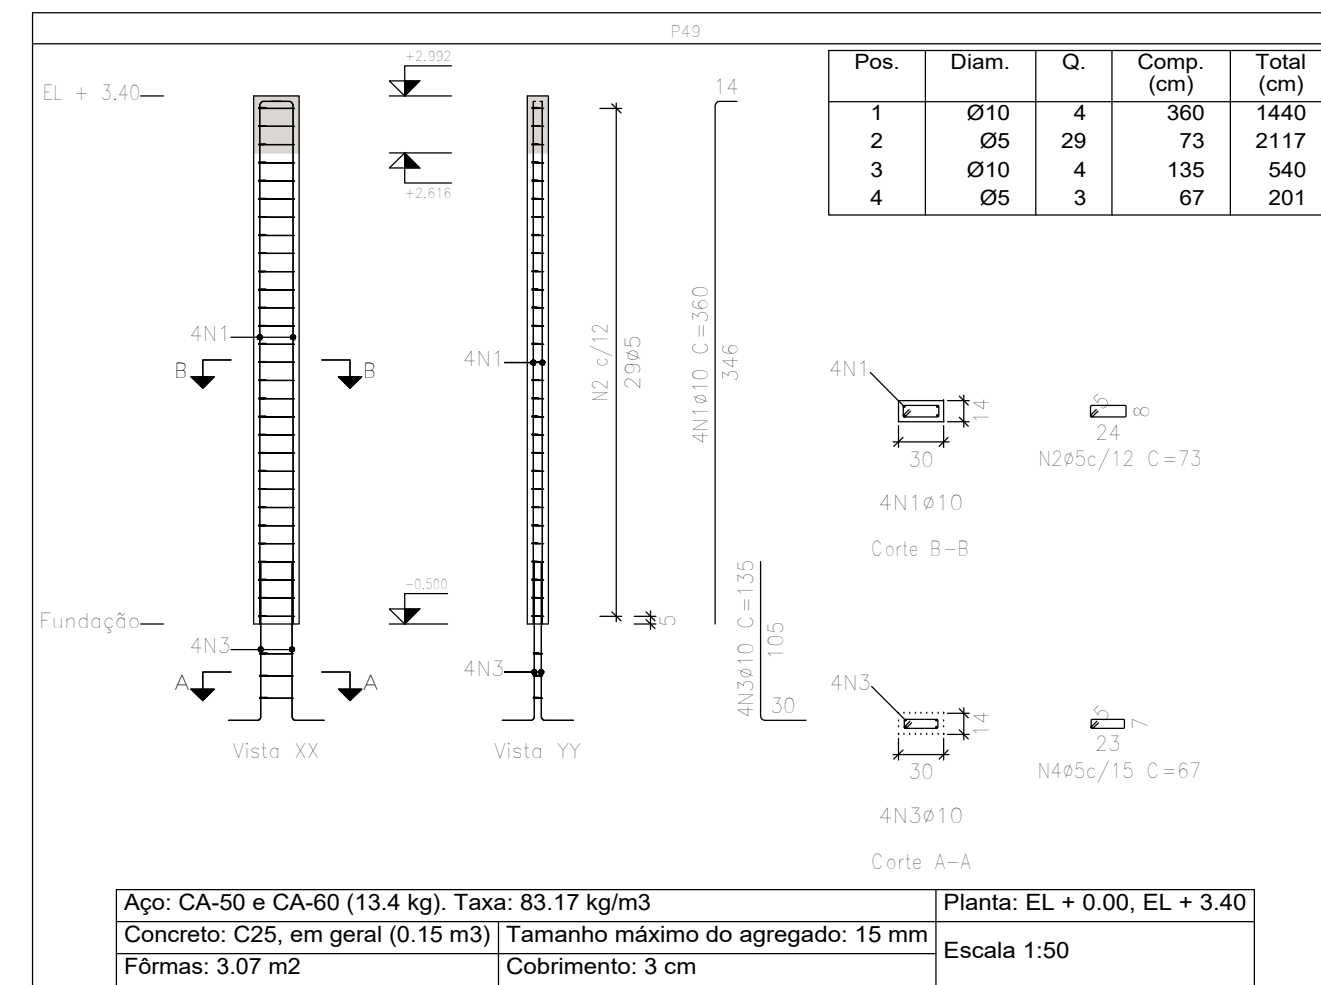 P49
Pos. Diam. Q. Comp. (cm) Total (cm)
1 Ø10 4 360 1440
2 Ø5 29 73 2117
3 Ø10 4 135 540
4 Ø5 3 67 201
EL + 3.40
+2.992
+2.616
14
4N1
B
B
4N1
N2 c/12
29ø5
4N1ø10 C=360
346
4N1
14
30
4N1ø10
Corte B-B
5
8
24
N2ø5c/12 C=73
Fundação
-0.500
5
4N3
A
A
4N3
4N3ø10 C=135
105
30
Vista XX
Vista YY
4N3
14
30
4N3ø10
Corte A-A
5
7
23
N4ø5c/15 C=67
Aço: CA-50 e CA-60 (13.4 kg). Taxa: 83.17 kg/m3
Planta: EL + 0.00, EL + 3.40
Concreto: C25, em geral (0.15 m3)
Tamanho máximo do agregado: 15 mm
Escala 1:50
Fôrmas: 3.07 m2
Cobrimento: 3 cm